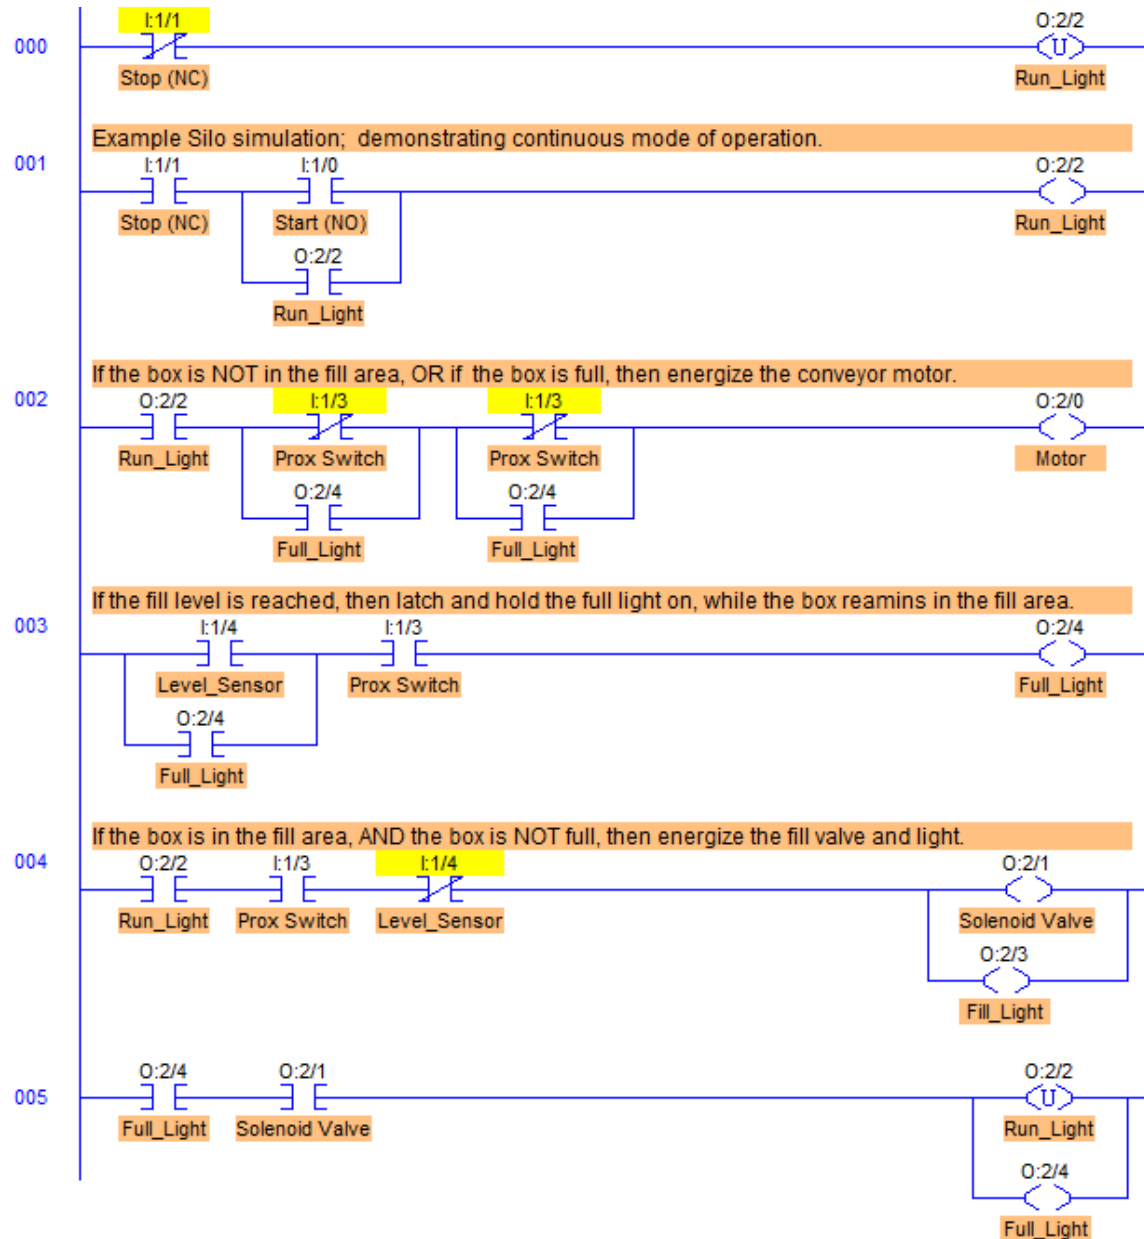 I:1/1 O:2/2
000 U
Stop (NC) Run_Light
Example Silo simulation; demonstrating continuous mode of operation.
001 I:1/1 I:1/0 O:2/2
Stop (NC) Start (NO) Run_Light
O:2/2
Run_Light
If the box is NOT in the fill area, OR if the box is full, then energize the conveyor motor.
002 O:2/2 I:1/3 I:1/3 O:2/0
Run_Light Prox Switch Prox Switch Motor
O:2/4 O:2/4
Full_Light Full_Light
If the fill level is reached, then latch and hold the full light on, while the box reamins in the fill area.
003 I:1/4 I:1/3 O:2/4
Level_Sensor Prox Switch Full_Light
O:2/4
Full_Light
If the box is in the fill area, AND the box is NOT full, then energize the fill valve and light.
004 O:2/2 I:1/3 I:1/4 O:2/1
Run_Light Prox Switch Level_Sensor Solenoid Valve
O:2/3
Fill_Light
O:2/4 O:2/1 O:2/2
005 U
Full_Light Solenoid Valve Run_Light
O:2/4
Full_Light